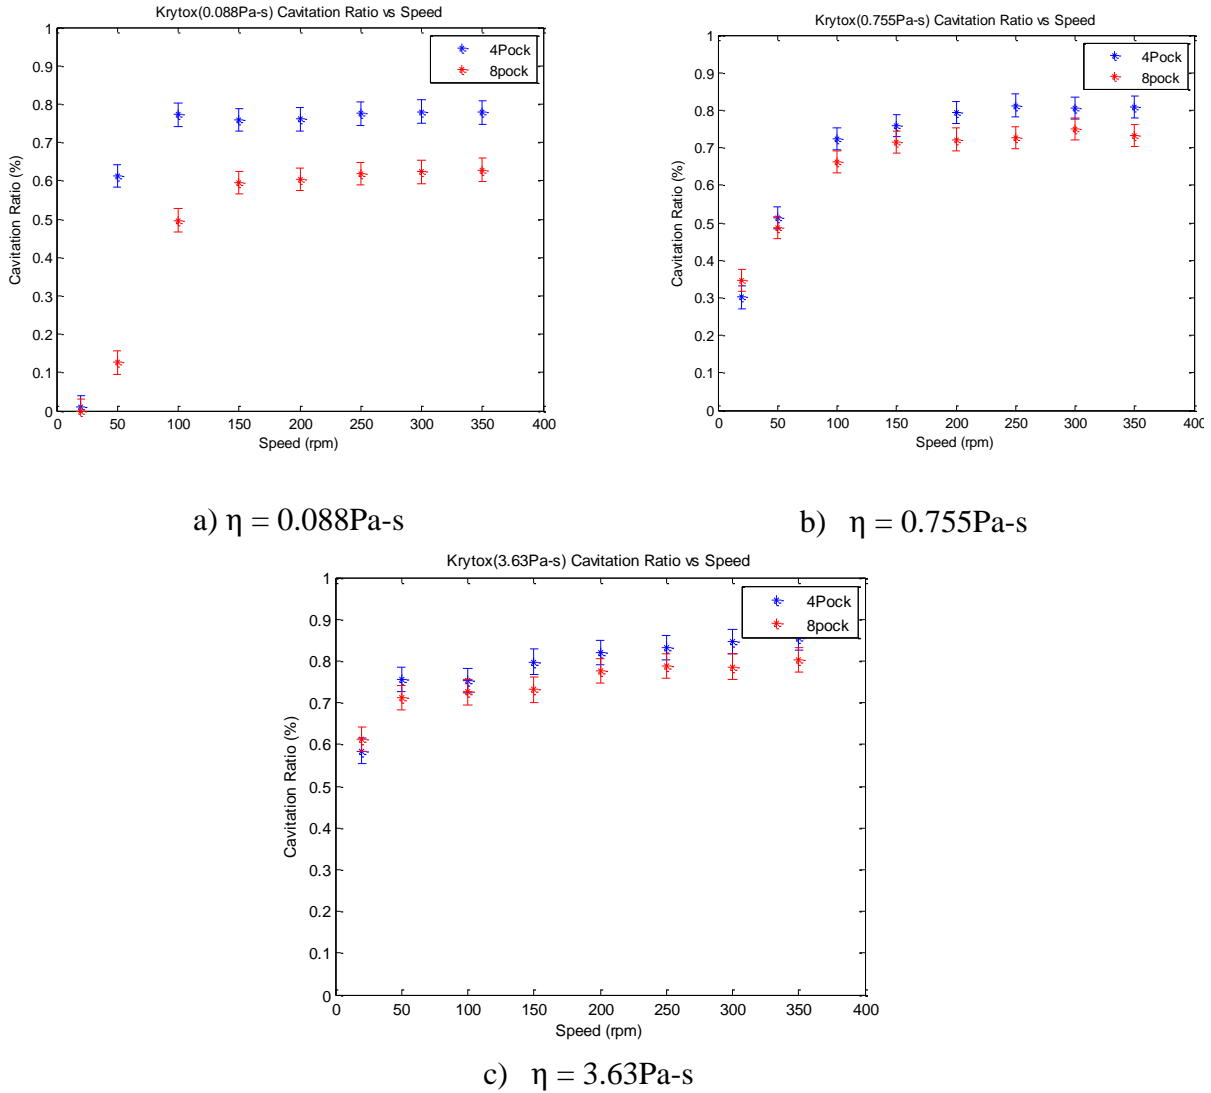 Krytox(0.088Pa-s) Cavitation Ratio vs Speed
1
0.9
0.8
0.7
0.6
0.5
0.4
0.3
0.2
0.1
0
Cavitation Ratio (%)
4Pock
8pock
0 50 100 150 200 250 300 350 400
Speed (rpm)
a) η = 0.088Pa-s
Krytox(0.755Pa-s) Cavitation Ratio vs Speed
1
0.9
0.8
0.7
0.6
0.5
0.4
0.3
0.2
0.1
0
Cavitation Ratio (%)
4Pock
8pock
0 50 100 150 200 250 300 350 400
Speed (rpm)
b) η = 0.755Pa-s
Krytox(3.63Pa-s) Cavitation Ratio vs Speed
1
0.9
0.8
0.7
0.6
0.5
0.4
0.3
0.2
0.1
0
Cavitation Ratio (%)
4Pock
8pock
0 50 100 150 200 250 300 350 400
Speed (rpm)
c) η = 3.63Pa-s